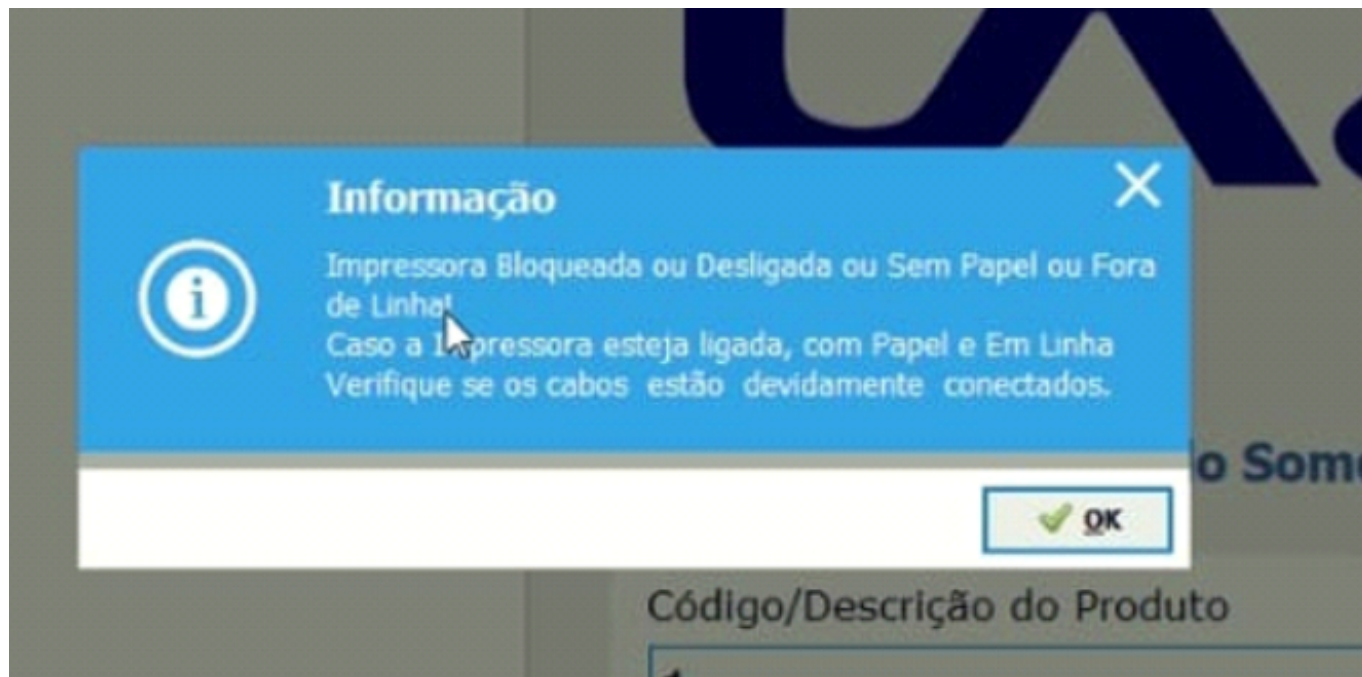 Informação
Impressora Bloqueada ou Desligada ou Sem Papel ou Fora
de Linha!
Caso a Impressora esteja ligada, com Papel e Em Linha
Verifique se os cabos estão devidamente conectados.
OK
Código/Descrição do Produto